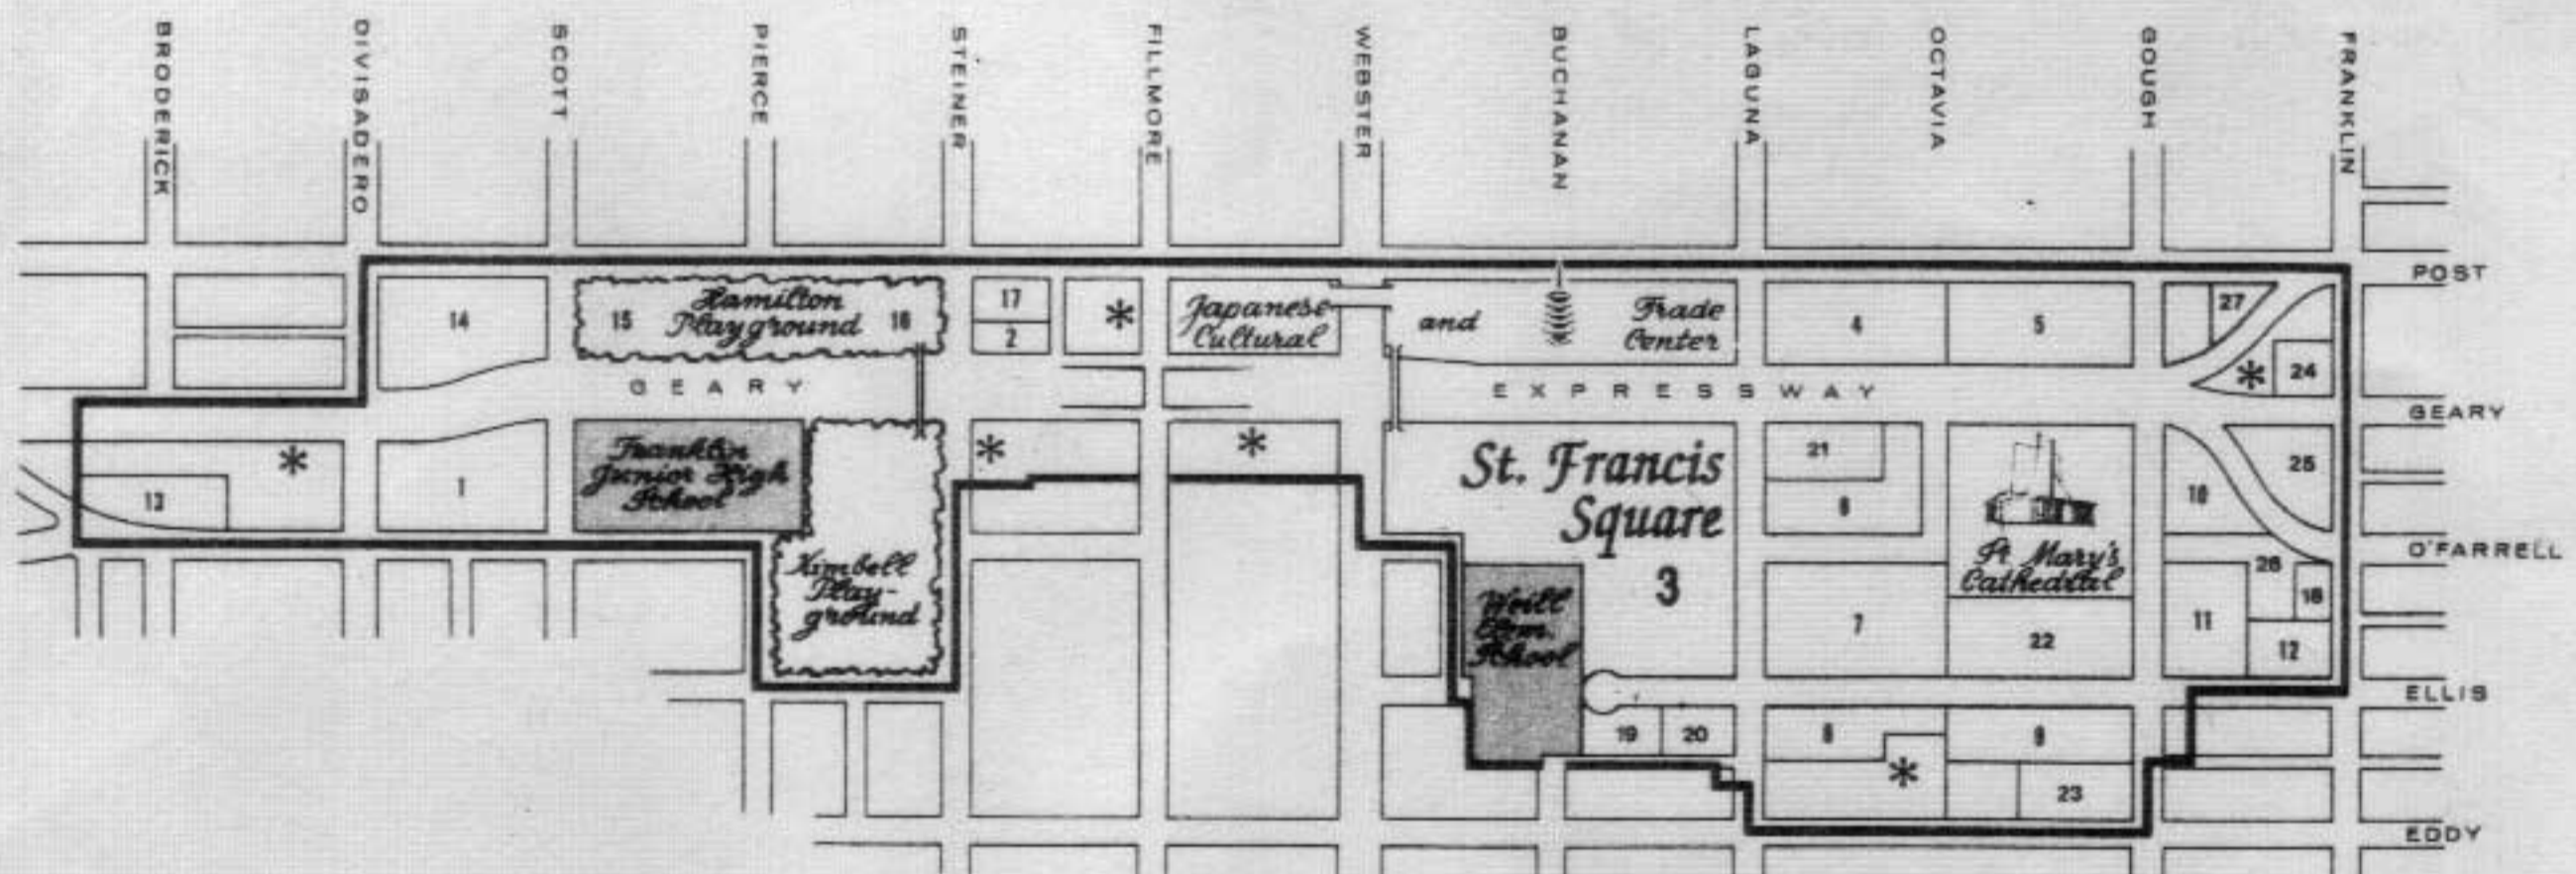 BRODERICK
DIVISADERO
SCOTT
PIERCE
STEINER
FILLMORE
WEBSTER
BUCHANAN
LAGUNA
OCTAVIA
GOUGH
FRANKLIN
POST
14
15
Hamilton
Playground
16
17
2
*
Japanese
Cultural
and
Trade
Center
4
5
27
*
24
GEARY
EXPRESSWAY
GEARY
13
*
1
Franklin
Junior High
School
Kimbell
Play-
ground
*
*
St. Francis
Square
3
21
6
St Mary's
Cathedral
10
25
O'FARRELL
26
18
Weill
Elem.
School
7
22
11
12
ELLIS
19
20
8
*
9
23
EDDY